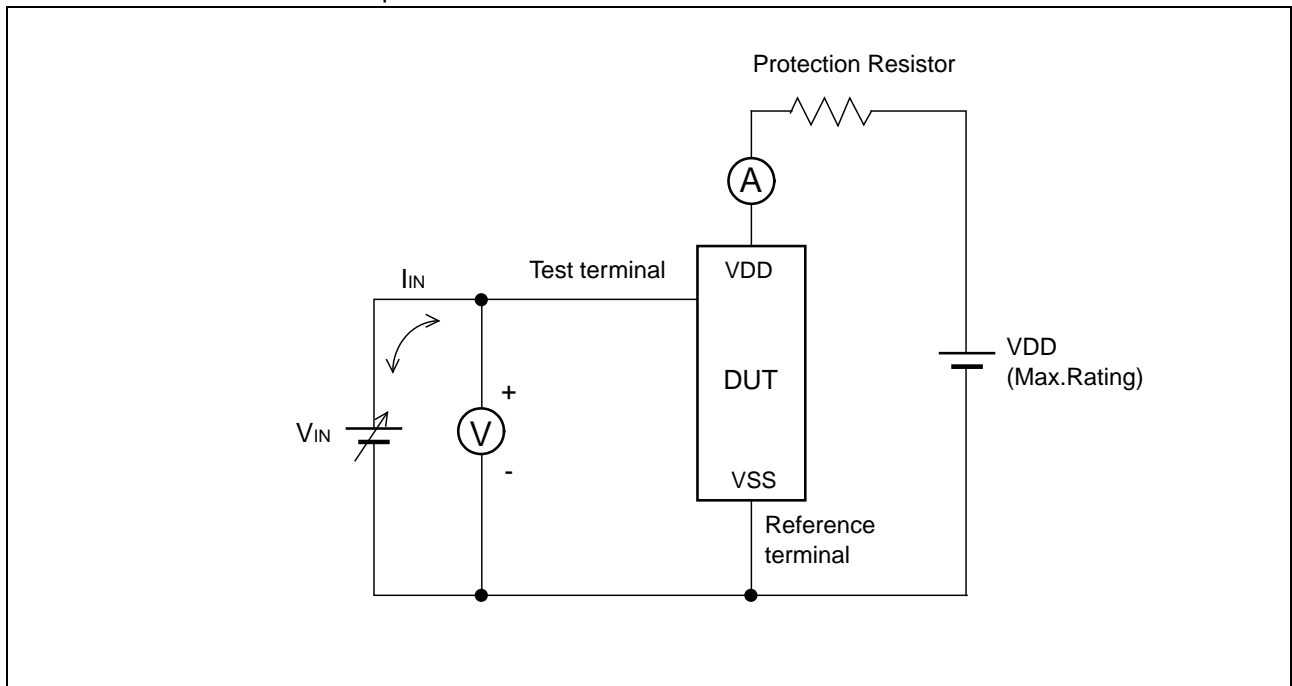 Protection Resistor
A
Test terminal
VDD
IIN
VDD
(Max.Rating)
DUT
+
VIN
V
-
VSS
Reference
terminal